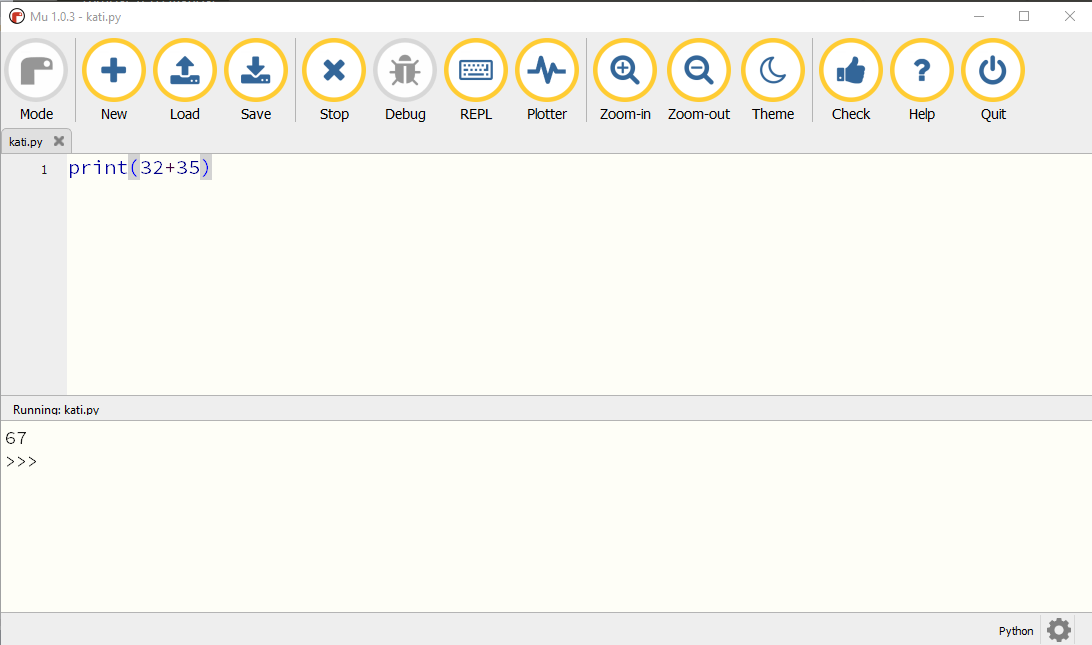 Mu 1.0.3 - kati.py
Mode New Load Save Stop Debug REPL Plotter Zoom-in Zoom-out Theme Check ? Help Quit
kati.py
1 print(32+35)
Running: kati.py
67
>>>
Python